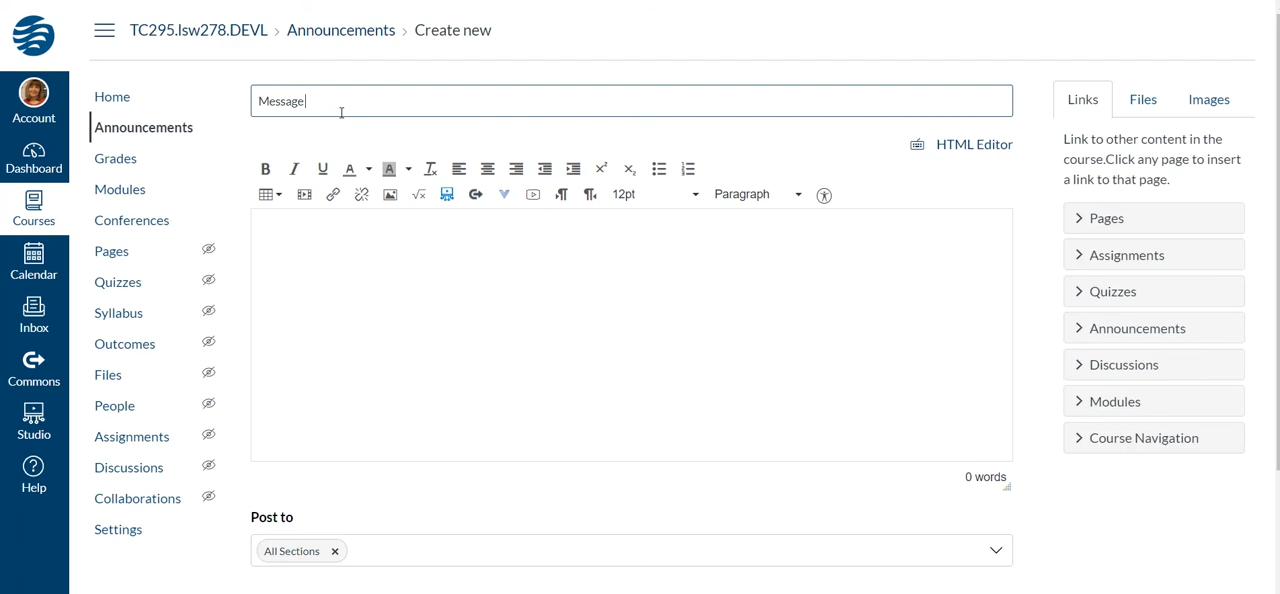 TC295.lsw278.DEVL › Announcements › Create new
Account
Dashboard
Courses
Calendar
Inbox
Commons
Studio
Help
Home
Announcements
Grades
Modules
Conferences
Pages
Quizzes
Syllabus
Outcomes
Files
People
Assignments
Discussions
Collaborations
Settings
Message
HTML Editor
12pt Paragraph
0 words
Post to
All Sections
Links Files Images
Link to other content in the
course.Click any page to insert
a link to that page.
Pages
Assignments
Quizzes
Announcements
Discussions
Modules
Course Navigation